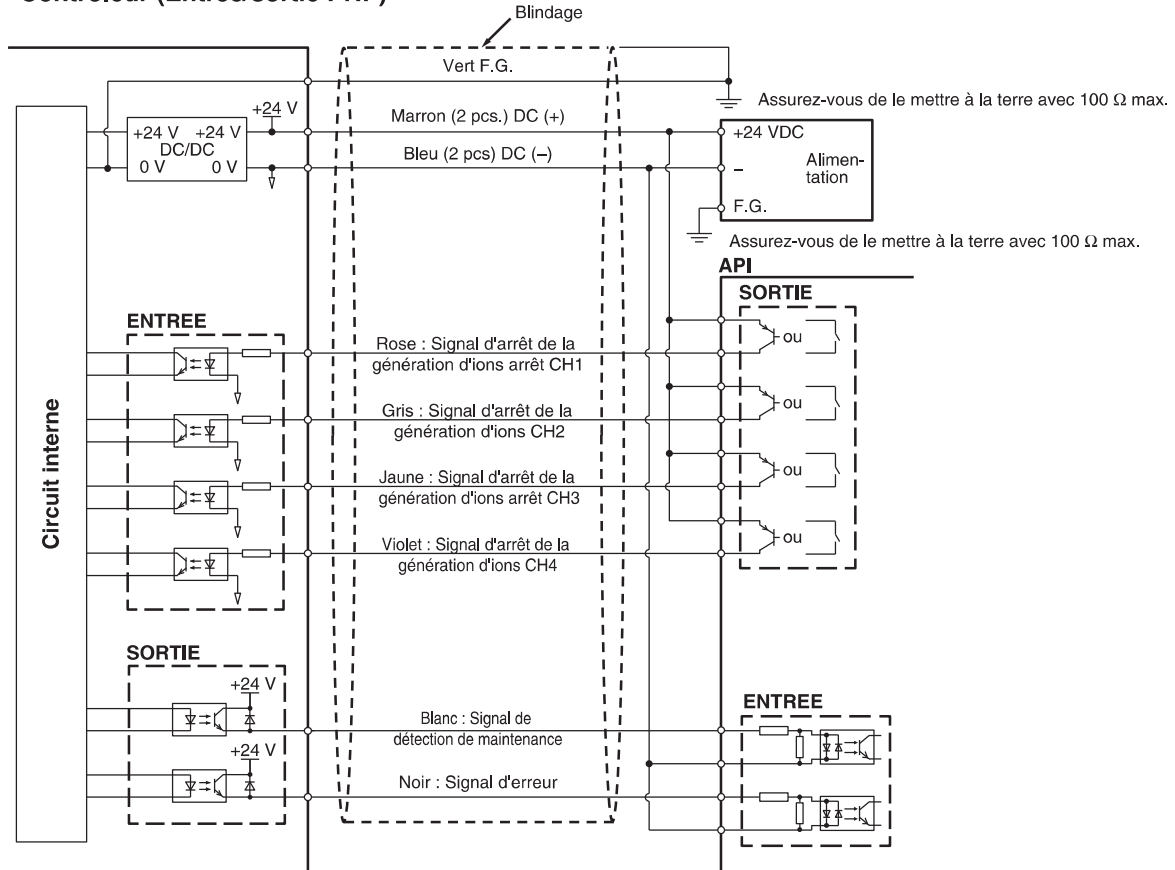 Blindage
Vert F.G.
Assurez-vous de le mettre à la terre avec 100 Ω max.
+24 V
Marron (2 pcs.) DC (+)
+24 V +24 V
DC/DC
0 V 0 V
Bleu (2 pcs) DC (–)
+24 VDC
–
Alimen-
tation
F.G.
Assurez-vous de le mettre à la terre avec 100 Ω max.
API
SORTIE
Circuit interne
ENTREE
Rose : Signal d'arrêt de la
génération d'ions arrêt CH1
ou
Gris : Signal d'arrêt de la
génération d'ions CH2
ou
Jaune : Signal d'arrêt de la
génération d'ions arrêt CH3
ou
Violet : Signal d'arrêt de la
génération d'ions CH4
ou
SORTIE
+24 V
Blanc : Signal de
détection de maintenance
ENTREE
+24 V
Noir : Signal d'erreur